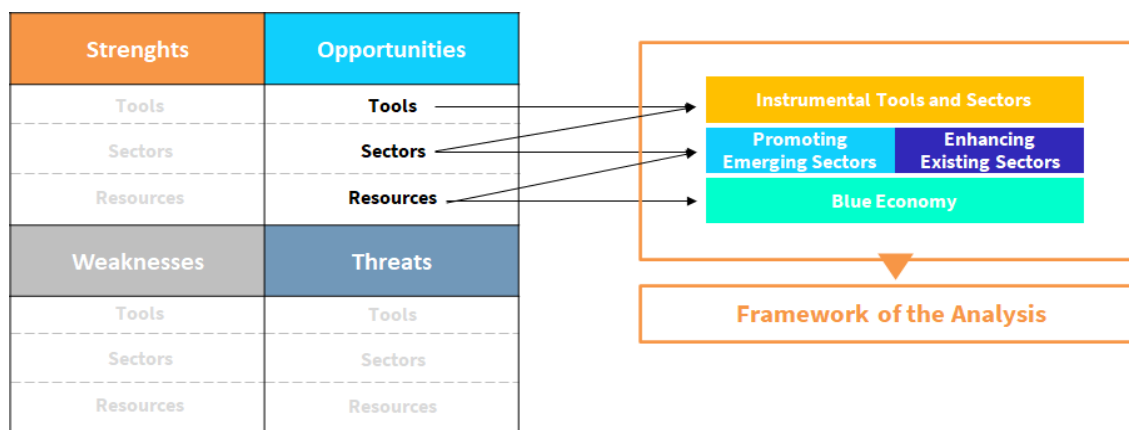 Strenghts
Opportunities
Tools
Tools
Sectors
Sectors
Resources
Resources
Weaknesses
Threats
Tools
Tools
Sectors
Sectors
Resources
Resources
Instrumental Tools and Sectors
Promoting
Emerging Sectors
Enhancing
Existing Sectors
Blue Economy
Framework of the Analysis